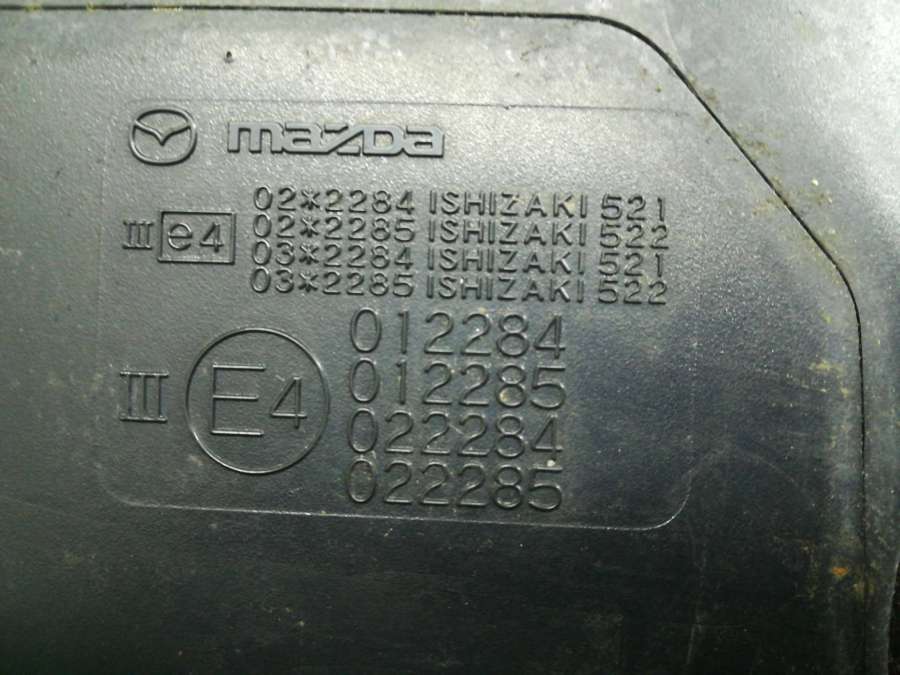 mazda
02*2284 ISHIZAKI 521
02*2285 ISHIZAKI 522
III e4
03*2284 ISHIZAKI 521
03*2285 ISHIZAKI 522
012284
III E4
012285
022284
022285